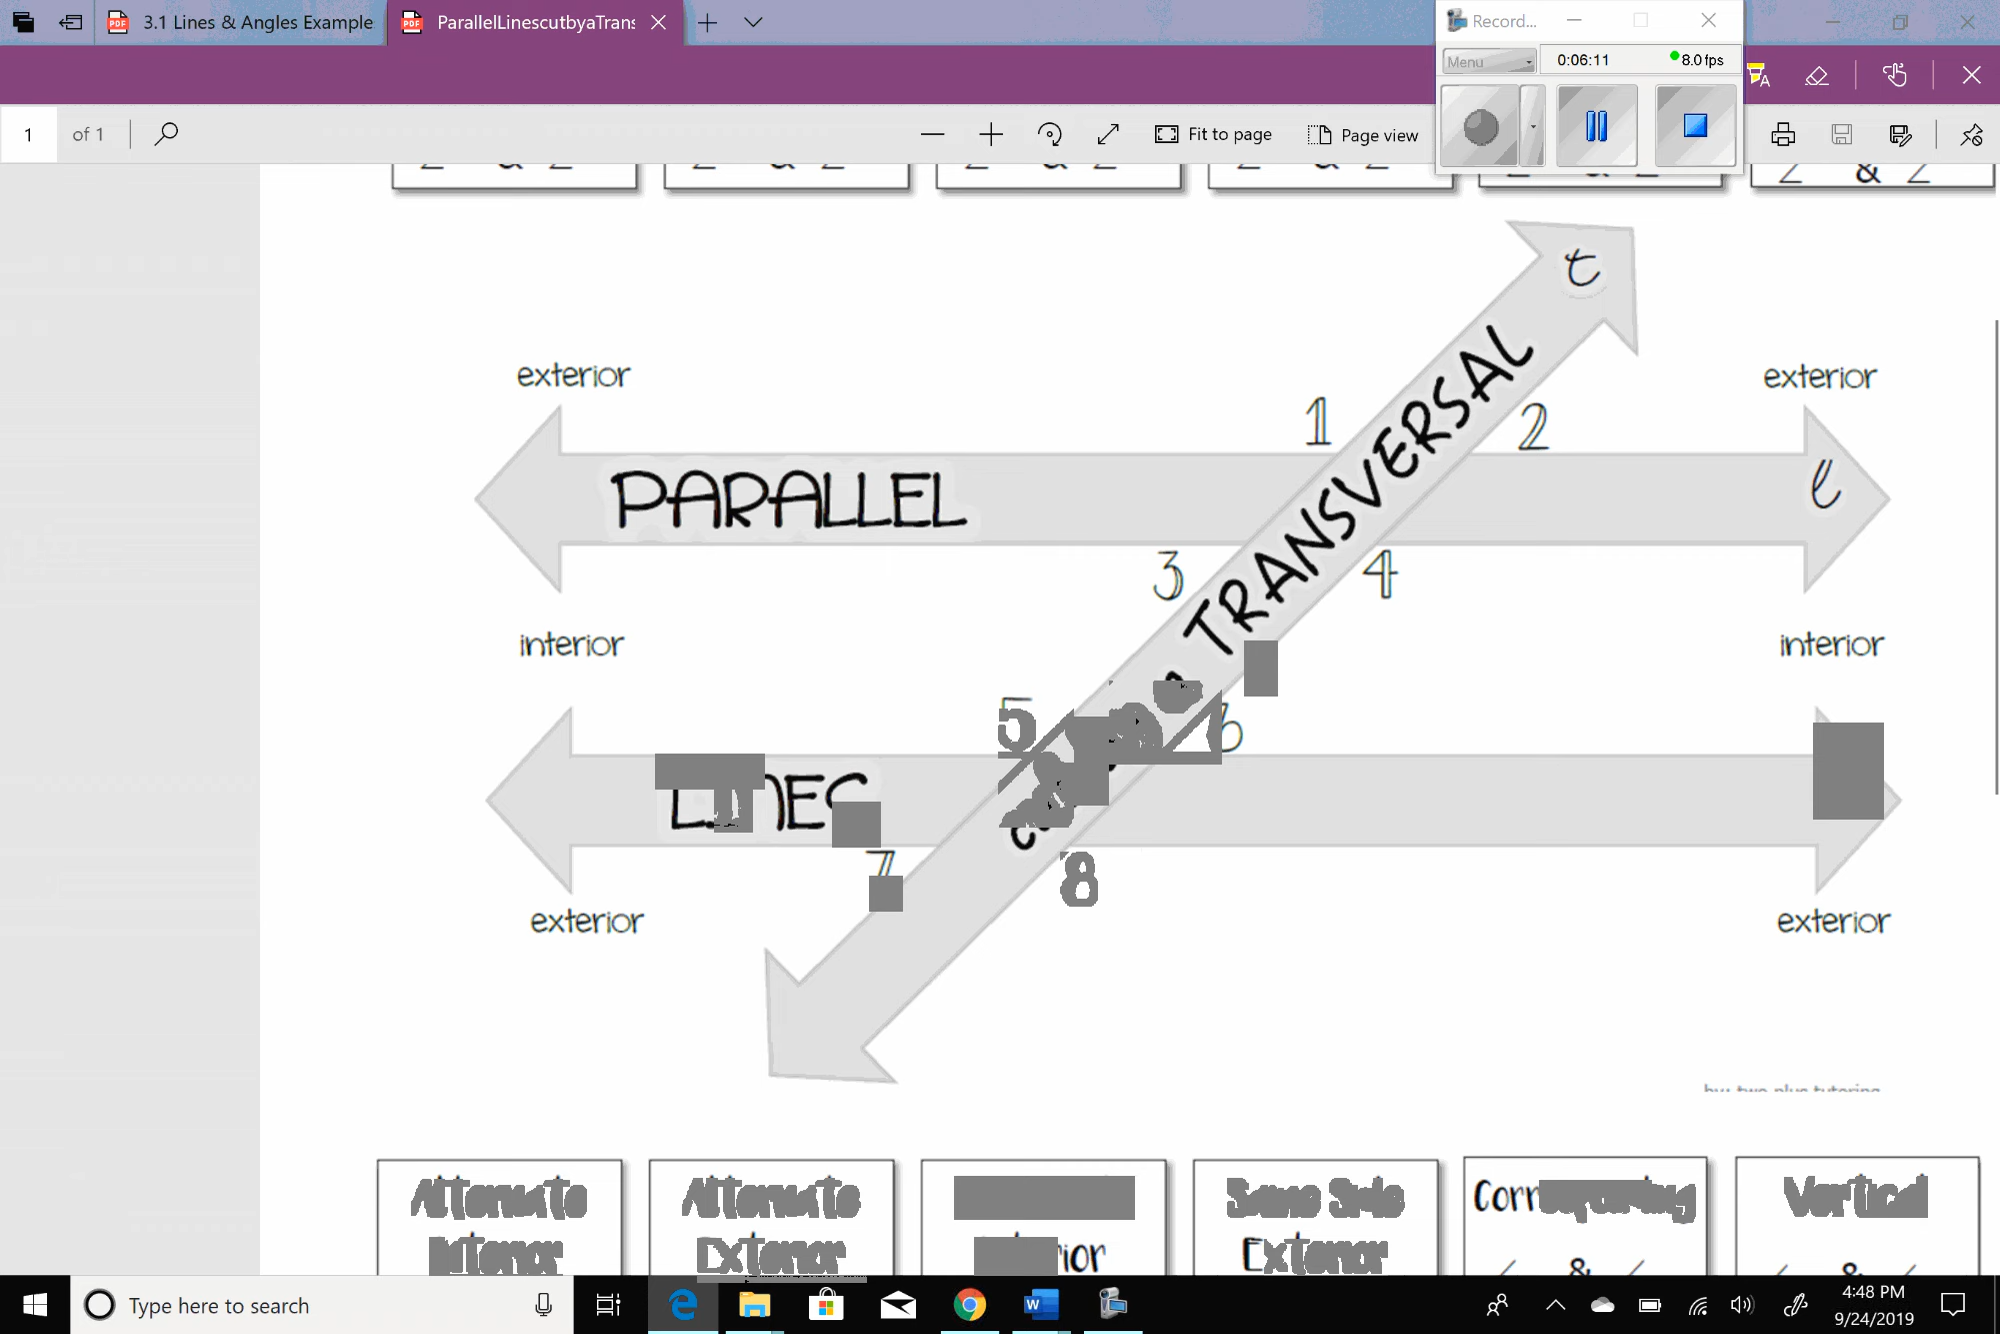 3.1 Lines & Angles Example
ParallelLinescutbyaTrans
Record...
Menu
0:06:11
8.0 fps
1
of 1
Fit to page
Page view
& 
t
TRANSVERSAL
exterior
exterior
1
2
PARALLEL
l
3
4
interior
interior
5
6
7
8
exterior
exterior
Alternate
Interior
Alternate
Exterior
Same Side
Exterior
Vertical
&
&
Type here to search
4:48 PM
9/24/2019